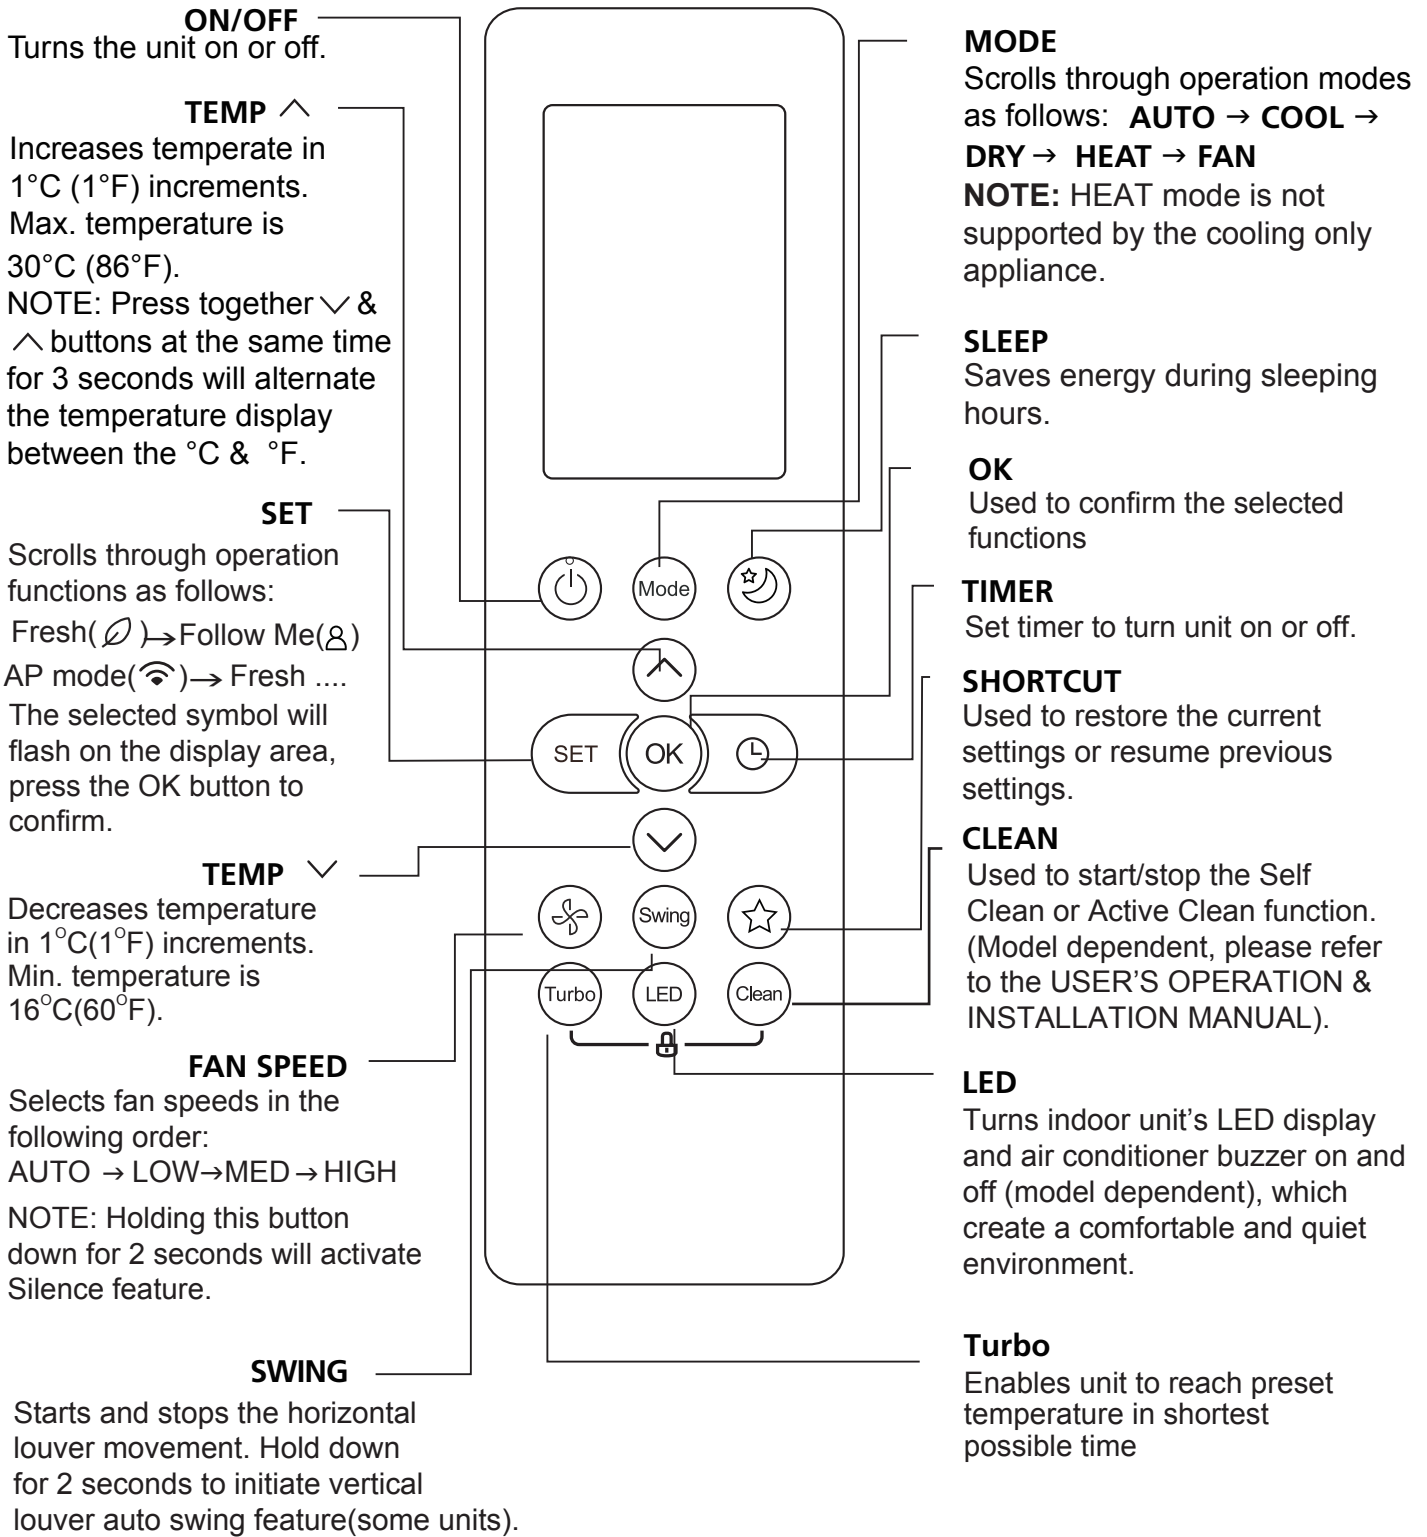 ON/OFF
Turns the unit on or off.
TEMP
Increases temperate in
1°C (1°F) increments.
Max. temperature is
30°C (86°F).
NOTE: Press together &
buttons at the same time
for 3 seconds will alternate
the temperature display
between the °C & °F.
SET
Scrolls through operation
functions as follows:
Fresh( )→Follow Me( )
AP mode( )→ Fresh ....
The selected symbol will
flash on the display area,
press the OK button to
confirm.
TEMP
Decreases temperature
in 1°C(1°F) increments.
Min. temperature is
16°C(60°F).
FAN SPEED
Selects fan speeds in the
following order:
AUTO → LOW→MED→HIGH
NOTE: Holding this button
down for 2 seconds will activate
Silence feature.
SWING
Starts and stops the horizontal
louver movement. Hold down
for 2 seconds to initiate vertical
louver auto swing feature(some units).
Mode
SET
OK
Swing
Turbo
LED
Clean
MODE
Scrolls through operation modes
as follows: AUTO → COOL →
DRY → HEAT → FAN
NOTE: HEAT mode is not
supported by the cooling only
appliance.
SLEEP
Saves energy during sleeping
hours.
OK
Used to confirm the selected
functions
TIMER
Set timer to turn unit on or off.
SHORTCUT
Used to restore the current
settings or resume previous
settings.
CLEAN
Used to start/stop the Self
Clean or Active Clean function.
(Model dependent, please refer
to the USER’S OPERATION &
INSTALLATION MANUAL).
LED
Turns indoor unit’s LED display
and air conditioner buzzer on and
off (model dependent), which
create a comfortable and quiet
environment.
Turbo
Enables unit to reach preset
temperature in shortest
possible time